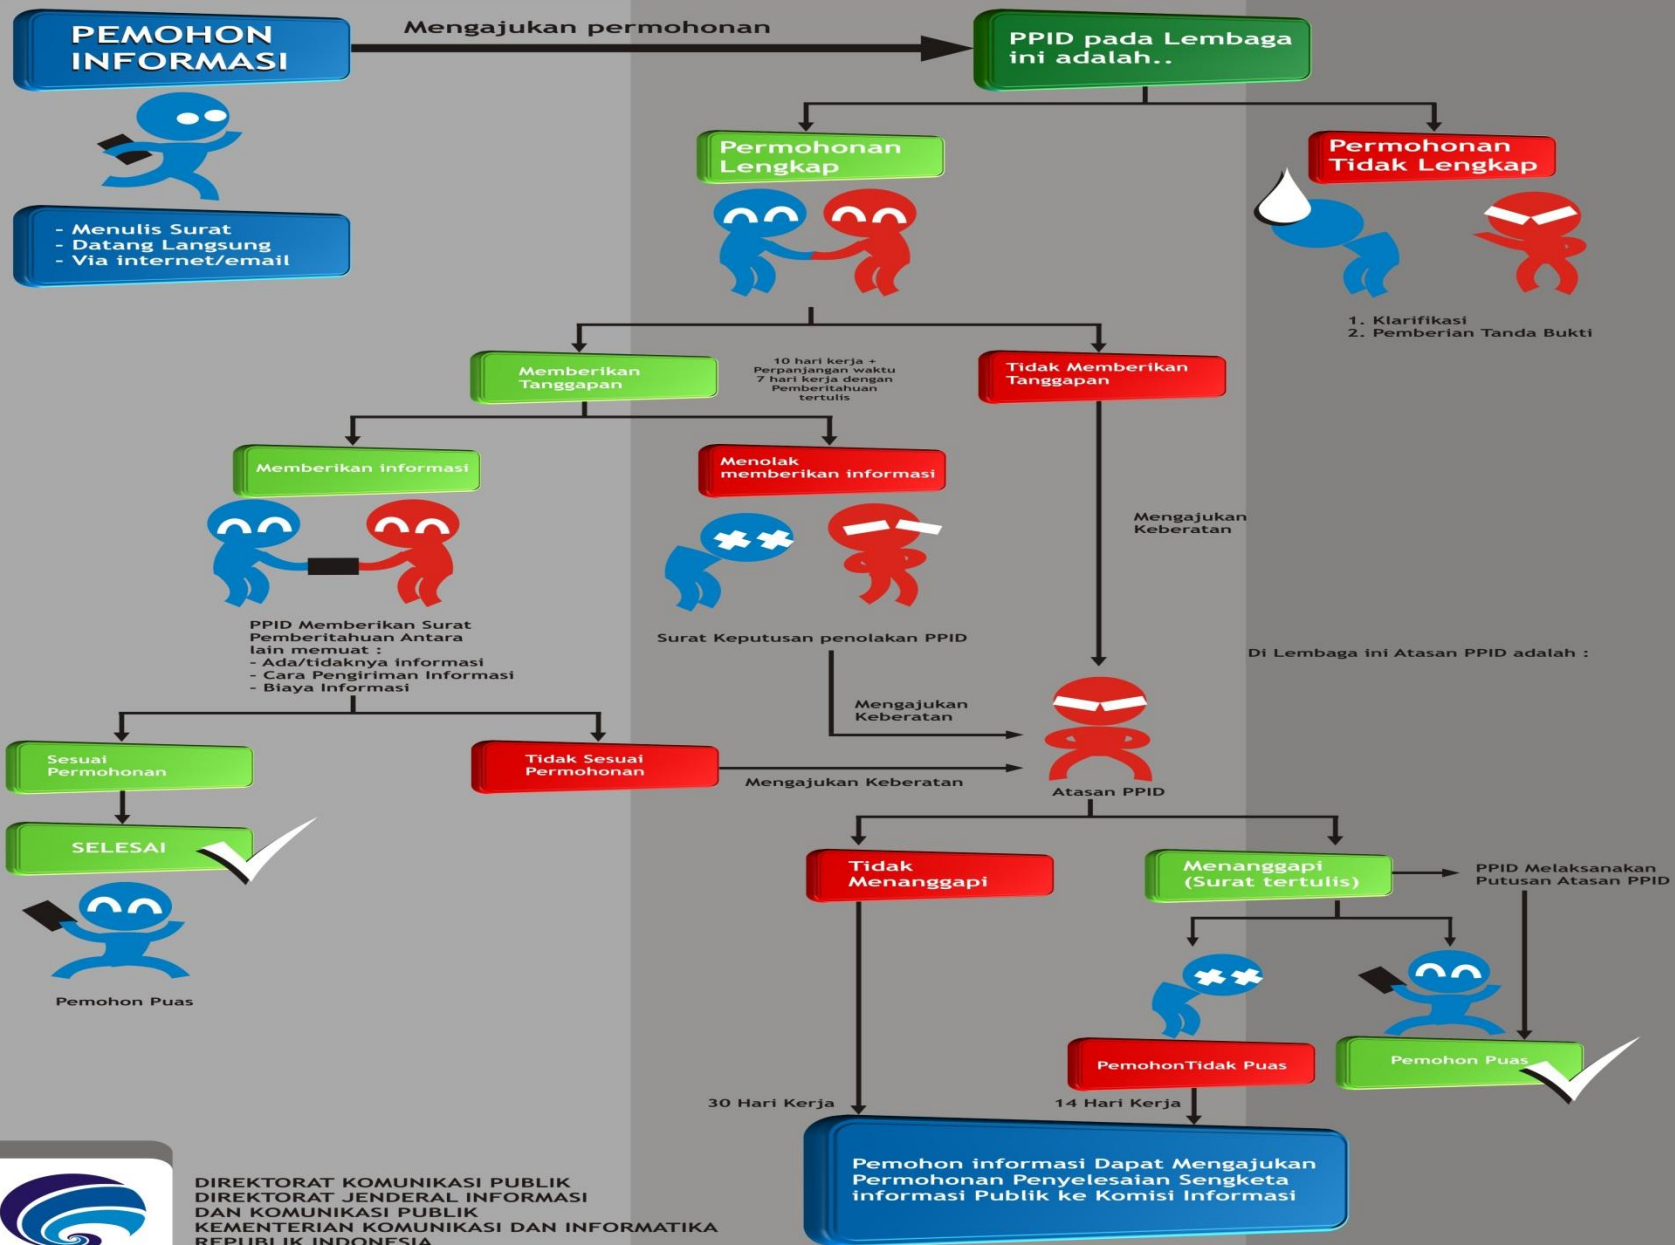 PEMOHON
INFORMASI
Mengajukan permohonan
PPID pada Lembaga
ini adalah..
- Menulis Surat
- Datang Langsung
- Via internet/email
Permohonan
Lengkap
Permohonan
Tidak Lengkap
1. Klarifikasi
2. Pemberian Tanda Bukti
Memberikan
Tanggapan
10 hari kerja +
Perpanjangan waktu
7 hari kerja dengan
Pemberitahuan
tertulis
Tidak Memberikan
Tanggapan
Memberikan informasi
Menolak
memberikan informasi
Mengajukan
Keberatan
PPID Memberikan Surat
Pemberitahuan Antara
lain memuat :
- Ada/tidaknya informasi
- Cara Pengiriman Informasi
- Biaya Informasi
Surat Keputusan penolakan PPID
Di Lembaga ini Atasan PPID adalah :
Mengajukan
Keberatan
Sesuai
Permohonan
Tidak Sesuai
Permohonan
Mengajukan Keberatan
Atasan PPID
SELESAI
Pemohon Puas
Tidak
Menanggapi
Menanggapi
(Surat tertulis)
PPID Melaksanakan
Putusan Atasan PPID
PemohonTidak Puas
Pemohon Puas
30 Hari Kerja
14 Hari Kerja
Pemohon informasi Dapat Mengajukan
Permohonan Penyelesaian Sengketa
informasi Publik ke Komisi Informasi
DIREKTORAT KOMUNIKASI PUBLIK
DIREKTORAT JENDERAL INFORMASI
DAN KOMUNIKASI PUBLIK
KEMENTERIAN KOMUNIKASI DAN INFORMATIKA
REPUBLIK INDONESIA